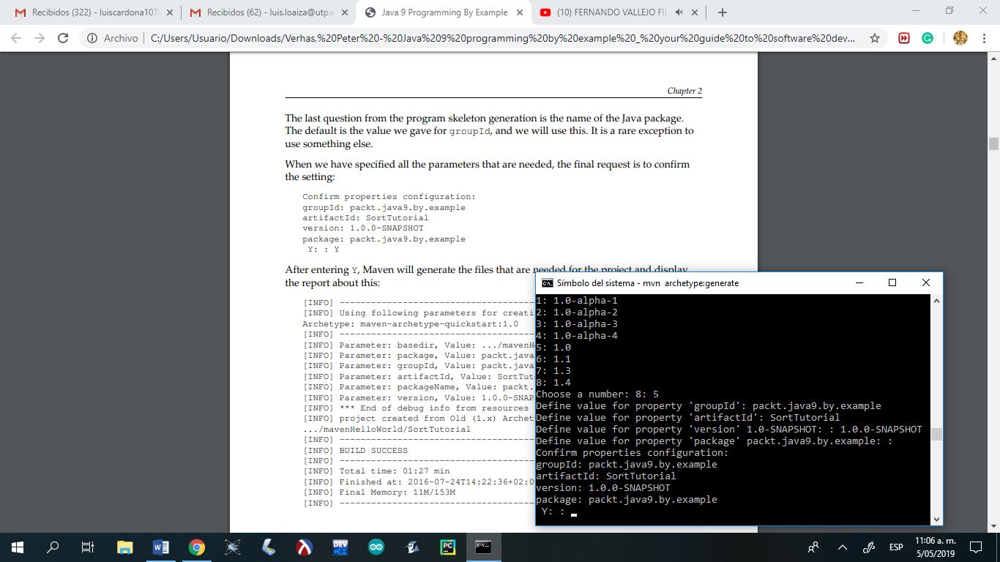 Recibidos (322) - luiscardona107
Recibidos (62) - luis.loaiza@utp.e
Java 9 Programming By Example
(10) FERNANDO VALLEJO FIL
Archivo
C:/Users/Usuario/Downloads/Verhas,%20Peter%20-%20Java%209%20programming%20by%20example%20_%20your%20guide%20to%20software%20dev...
Chapter 2
The last question from the program skeleton generation is the name of the Java package.
The default is the value we gave for groupId, and we will use this. It is a rare exception to
use something else.
When we have specified all the parameters that are needed, the final request is to confirm
the setting:
Confirm properties configuration:
groupId: packt.java9.by.example
artifactId: SortTutorial
version: 1.0.0-SNAPSHOT
package: packt.java9.by.example
Y: : Y
After entering Y, Maven will generate the files that are needed for the project and display
the report about this:
[INFO] -------------------------------------
[INFO] Using following parameters for creati
Archetype: maven-archetype-quickstart:1.0
[INFO] -------------------------------------
[INFO] Parameter: basedir, Value: .../mavenH
[INFO] Parameter: package, Value: packt.java
[INFO] Parameter: groupId, Value: packt.java
[INFO] Parameter: artifactId, Value: SortTut
[INFO] Parameter: packageName, Value: packt.
[INFO] Parameter: version, Value: 1.0.0-SNAP
[INFO] *** End of debug info from resources
[INFO] project created from Old (1.x) Archet
.../mavenHelloWorld/SortTutorial
[INFO] -------------------------------------
[INFO] BUILD SUCCESS
[INFO] -------------------------------------
[INFO] Total time: 01:27 min
[INFO] Finished at: 2016-07-24T14:22:36+02:0
[INFO] Final Memory: 11M/153M
[INFO] -------------------------------------
Símbolo del sistema - mvn archetype:generate
1: 1.0-alpha-1
2: 1.0-alpha-2
3: 1.0-alpha-3
4: 1.0-alpha-4
5: 1.0
6: 1.1
7: 1.3
8: 1.4
Choose a number: 8: 5
Define value for property 'groupId': packt.java9.by.example
Define value for property 'artifactId': SortTutorial
Define value for property 'version' 1.0-SNAPSHOT: : 1.0.0-SNAPSHOT
Define value for property 'package' packt.java9.by.example: :
Confirm properties configuration:
groupId: packt.java9.by.example
artifactId: SortTutorial
version: 1.0.0-SNAPSHOT
package: packt.java9.by.example
Y: :
DEV
PC
ESP
11:06 a. m.
5/05/2019